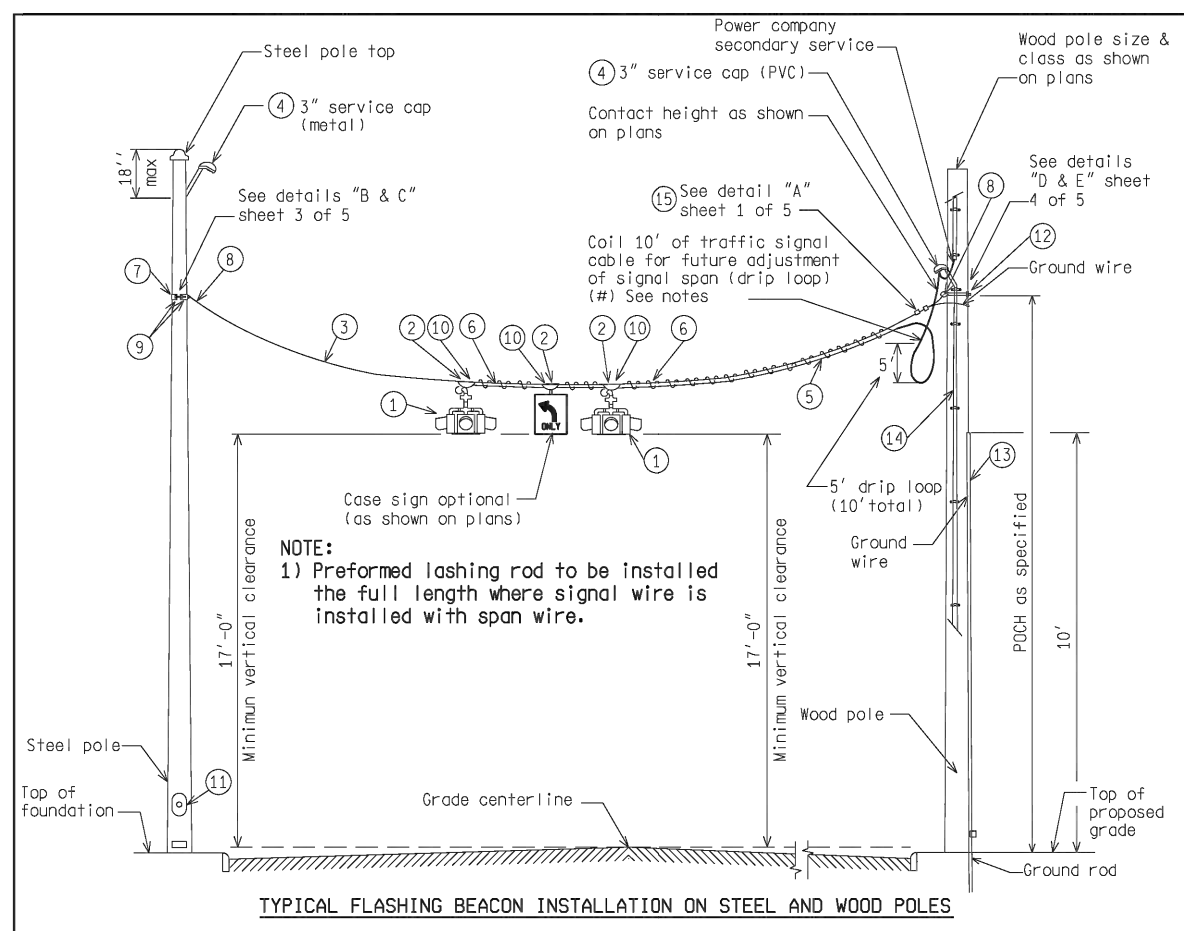 Steel pole top
4 3" service cap
(metal)
18"
max
See details "B & C"
sheet 3 of 5
7
8
9
3
Power company
secondary service
4 3" service cap (PVC)
Contact height as shown
on plans
15 See detail "A"
sheet 1 of 5
Coil 10' of traffic signal
cable for future adjustment
of signal span (drip loop)
(#) See notes
Wood pole size &
class as shown
on plans
See details
"D & E" sheet
4 of 5
8
12
Ground wire
2
10
6
10
2
2
10
6
5
5'
1
ONLY
1
14
13
5' drip loop
(10'total)
Case sign optional
(as shown on plans)
Ground
wire
NOTE:
1) Preformed lashing rod to be installed
the full length where signal wire is
installed with span wire.
17'-0"
Minimun vertical clearance
17'-0"
Minimum vertical clearance
POCH as specified
10'
Wood pole
Steel pole
11
Top of
foundation
Grade centerline
Top of
proposed
grade
Ground rod
TYPICAL FLASHING BEACON INSTALLATION ON STEEL AND WOOD POLES